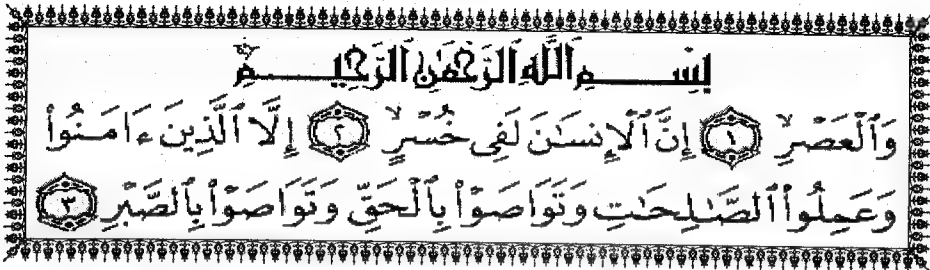 بِسْمِ ٱللَّهِ ٱلرَّحْمَٰنِ ٱلرَّحِيمِ
وَٱلْعَصْرِ ١ إِنَّ ٱلْإِنسَٰنَ لَفِى خُسْرٍ ٢ إِلَّا ٱلَّذِينَ ءَامَنُوا۟
وَعَمِلُوا۟ ٱلصَّٰلِحَٰتِ وَتَوَاصَوْا۟ بِٱلْحَقِّ وَتَوَاصَوْا۟ بِٱلصَّبْرِ ٣